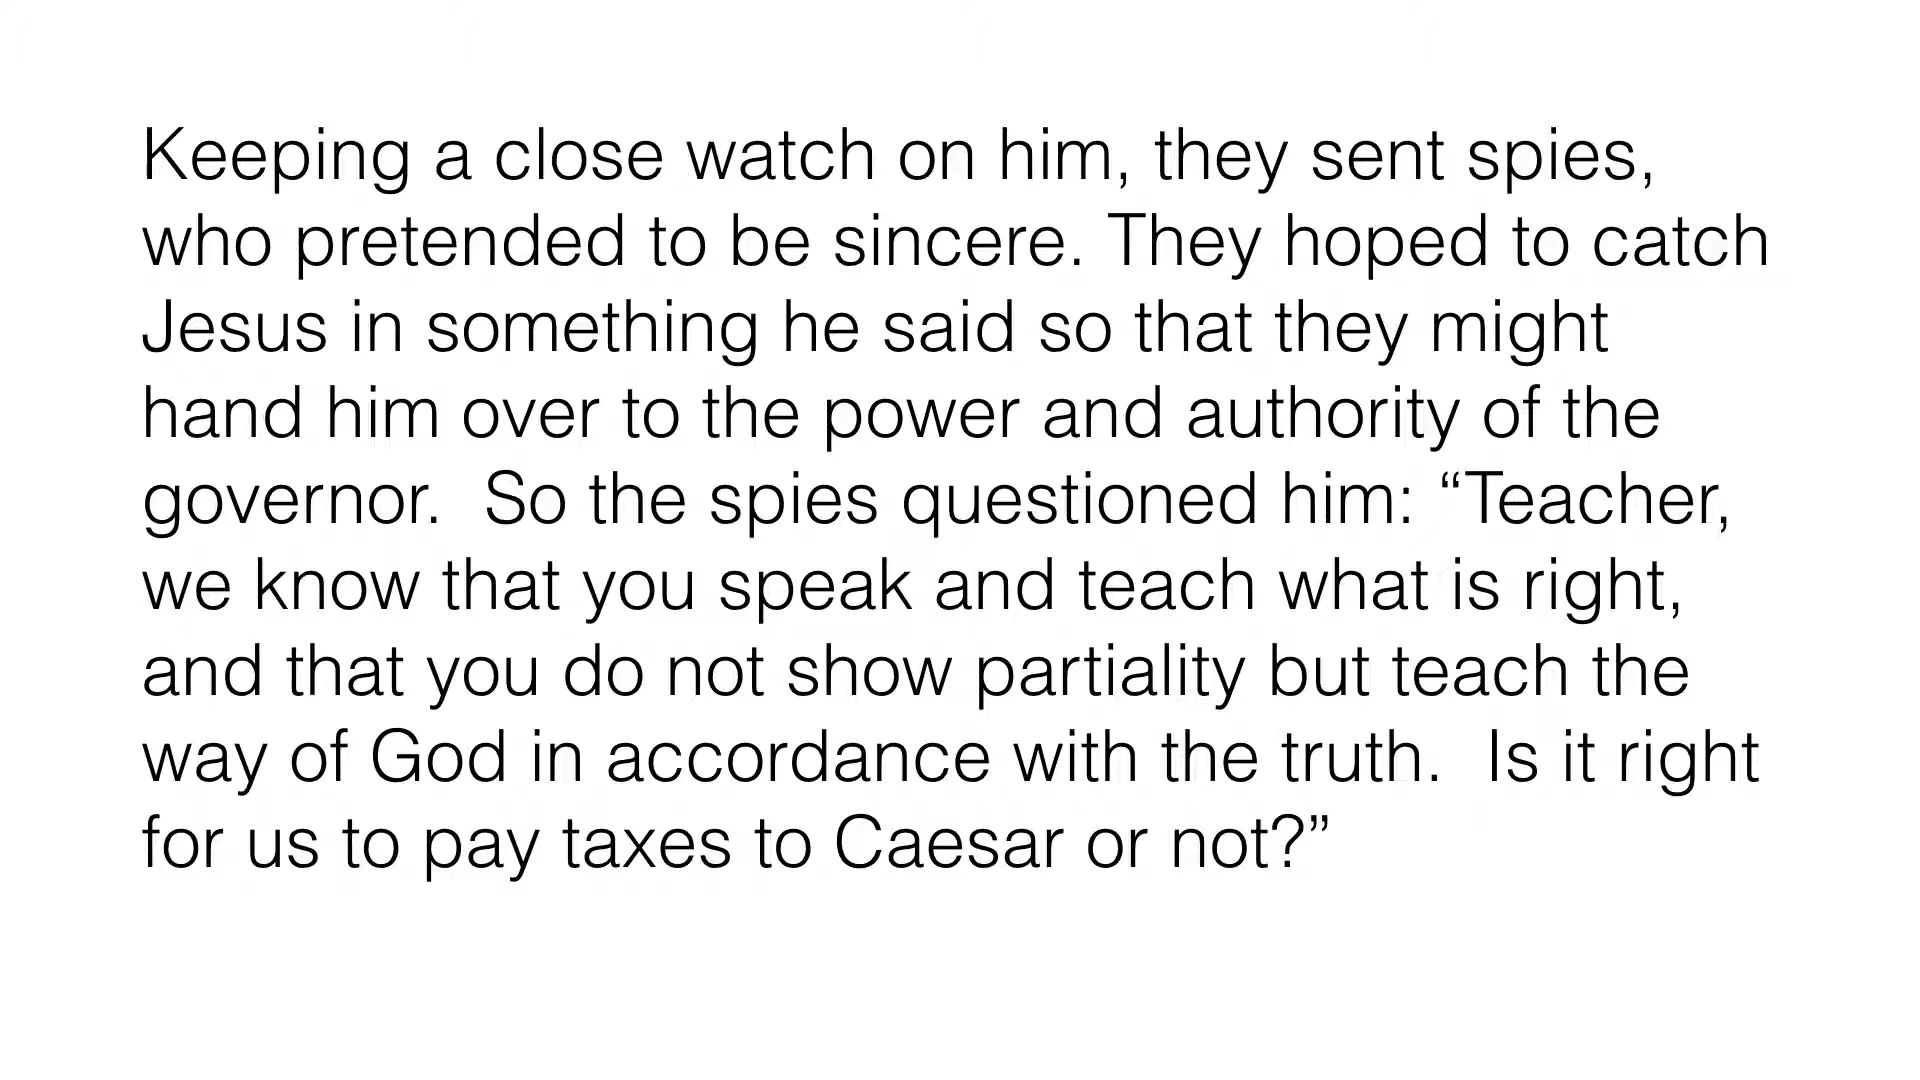 Keeping a close watch on him, they sent spies,
who pretended to be sincere. They hoped to catch
Jesus in something he said so that they might
hand him over to the power and authority of the
governor.  So the spies questioned him: “Teacher,
we know that you speak and teach what is right,
and that you do not show partiality but teach the
way of God in accordance with the truth.  Is it right
for us to pay taxes to Caesar or not?”